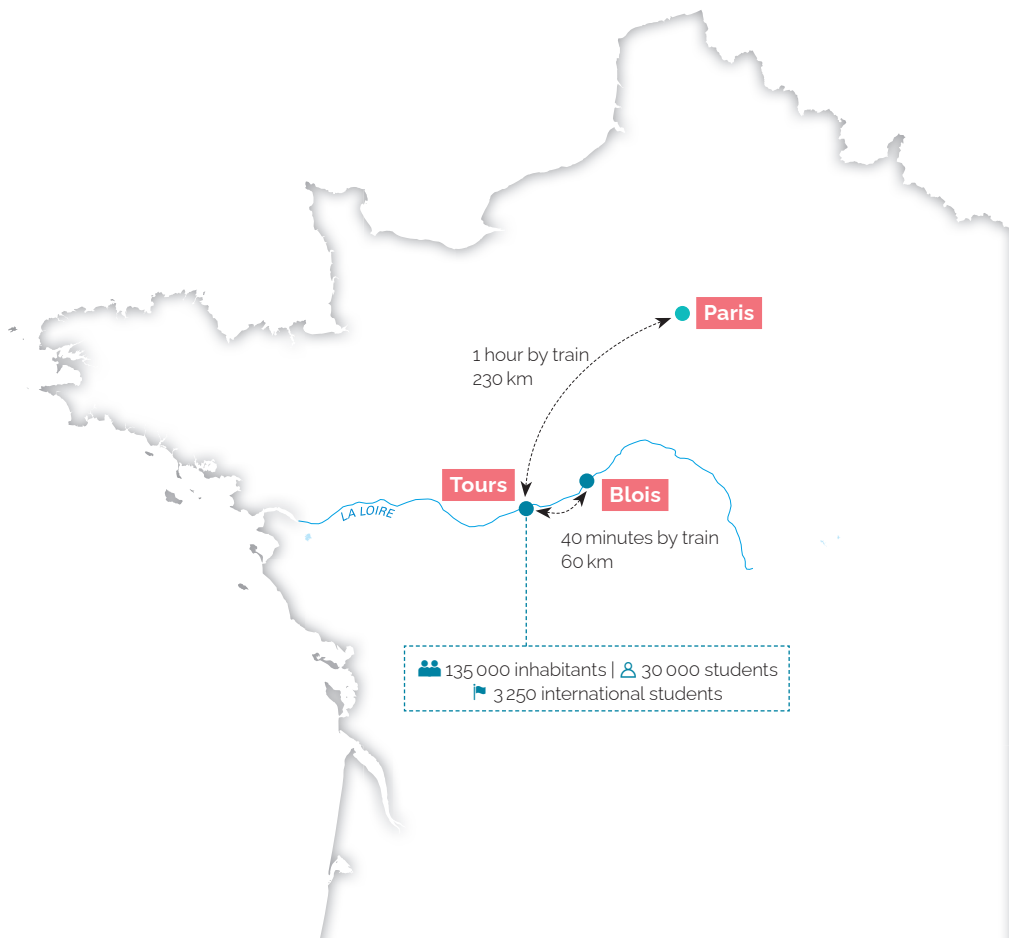 Paris
1 hour by train
230 km
Tours
Blois
LA LOIRE
40 minutes by train
60 km
135 000 inhabitants | 30 000 students
3 250 international students